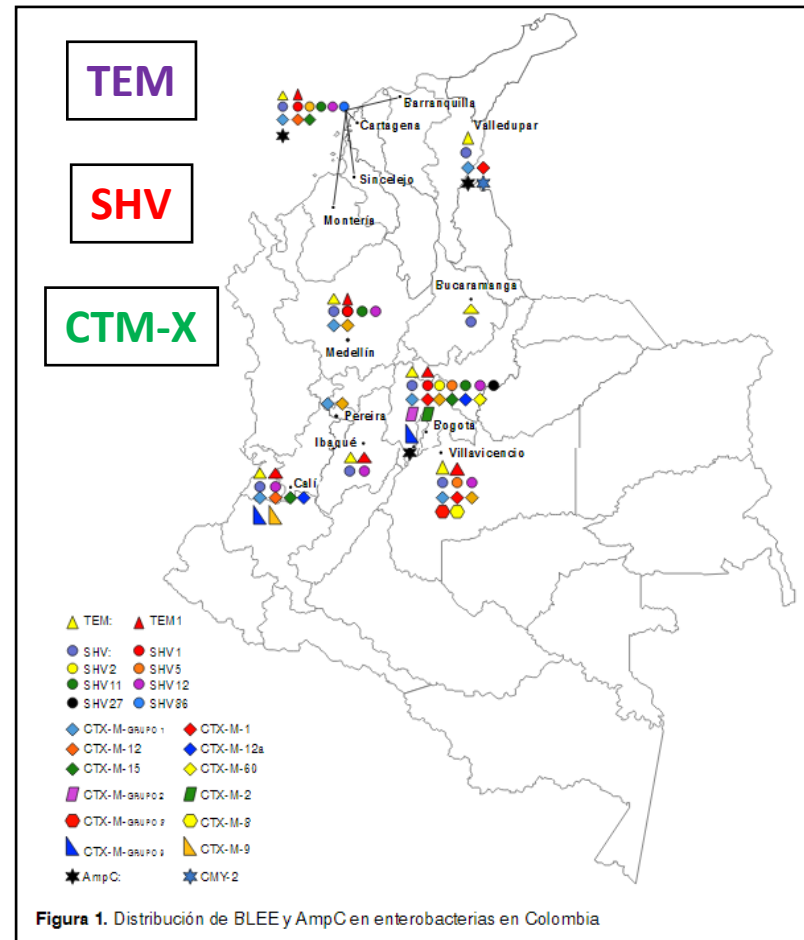 TEM
SHV
CTM-X
Barranquilla
Cartagena
Valledupar
Sincelejo
Montería
Bucaramanga
Medellín
Pereira
Bogotá
Ibagué
Villavicencio
Cali
TEM: TEM1
SHV: SHV1
SHV2 SHV5
SHV11 SHV12
SHV27 SHV86
CTX-M-GRUPO 1 CTX-M-1
CTX-M-12 CTX-M-12a
CTX-M-15 CTX-M-60
CTX-M-GRUPO 2 CTX-M-2
CTX-M-GRUPO CTX-M-8
CTX-M-GRUPO 9 CTX-M-9
AmpC: CMY-2
Figura 1. Distribución de BLEE y AmpC en enterobacterias en Colombia